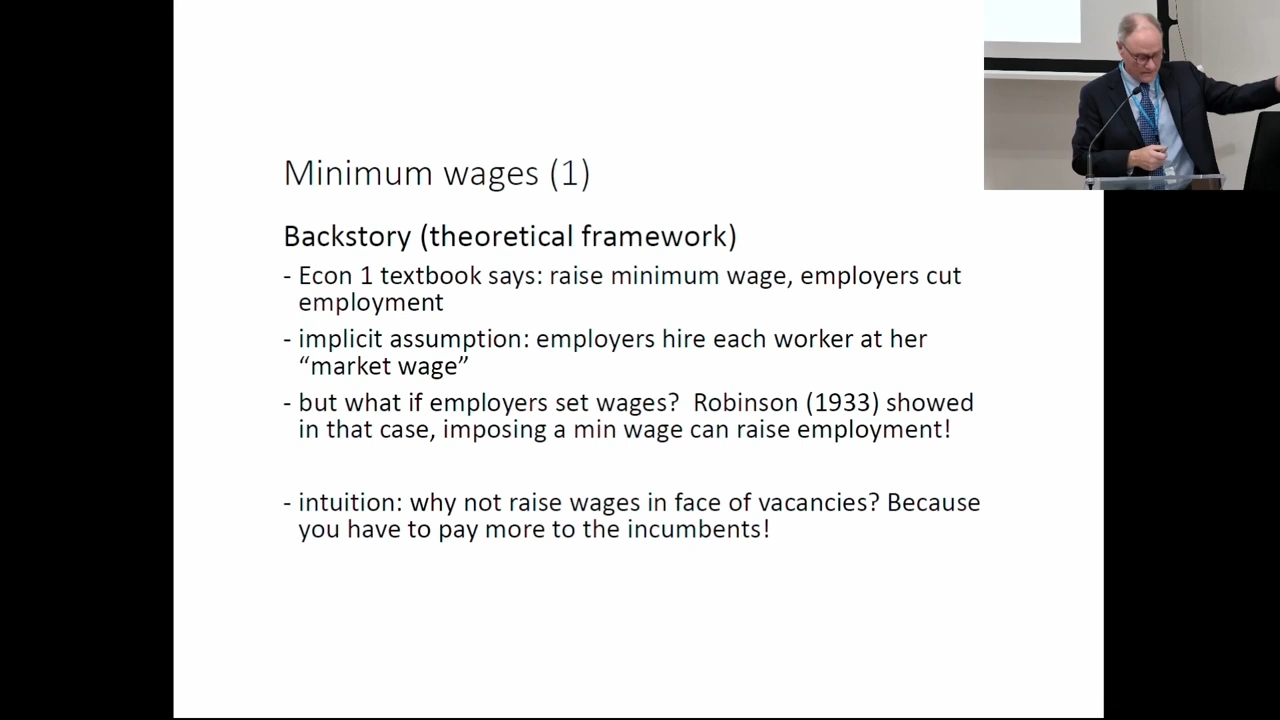 Minimum wages (1)
Backstory (theoretical framework)
- Econ 1 textbook says: raise minimum wage, employers cut
employment
- implicit assumption: employers hire each worker at her
“market wage”
- but what if employers set wages?  Robinson (1933) showed
in that case, imposing a min wage can raise employment!
- intuition: why not raise wages in face of vacancies? Because
you have to pay more to the incumbents!